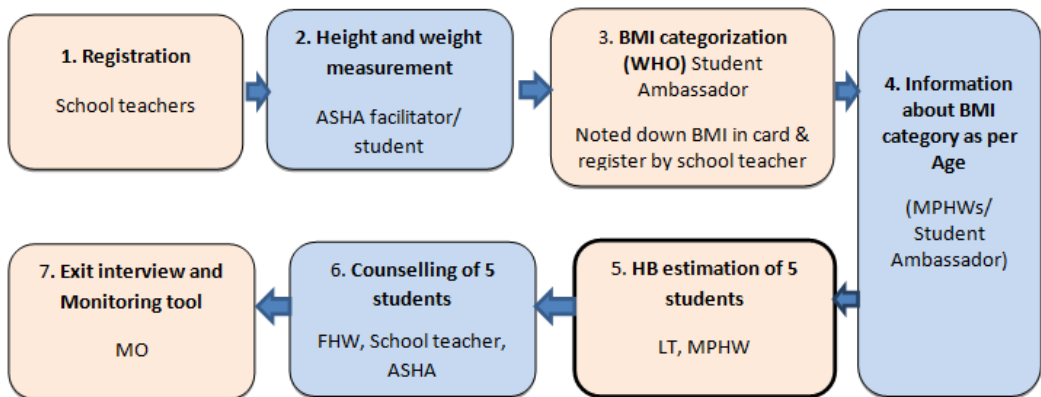 1. Registration
School teachers
2. Height and weight
measurement
ASHA facilitator/
student
3. BMI categorization
(WHO) Student
Ambassador
Noted down BMI in card &
register by school teacher
4. Information
about BMI
category as per
Age
(MPHWs/
Student
Ambassador)
5. HB estimation of 5
students
LT, MPHW
6. Counselling of 5
students
FHW, School teacher,
ASHA
7. Exit interview and
Monitoring tool
MO